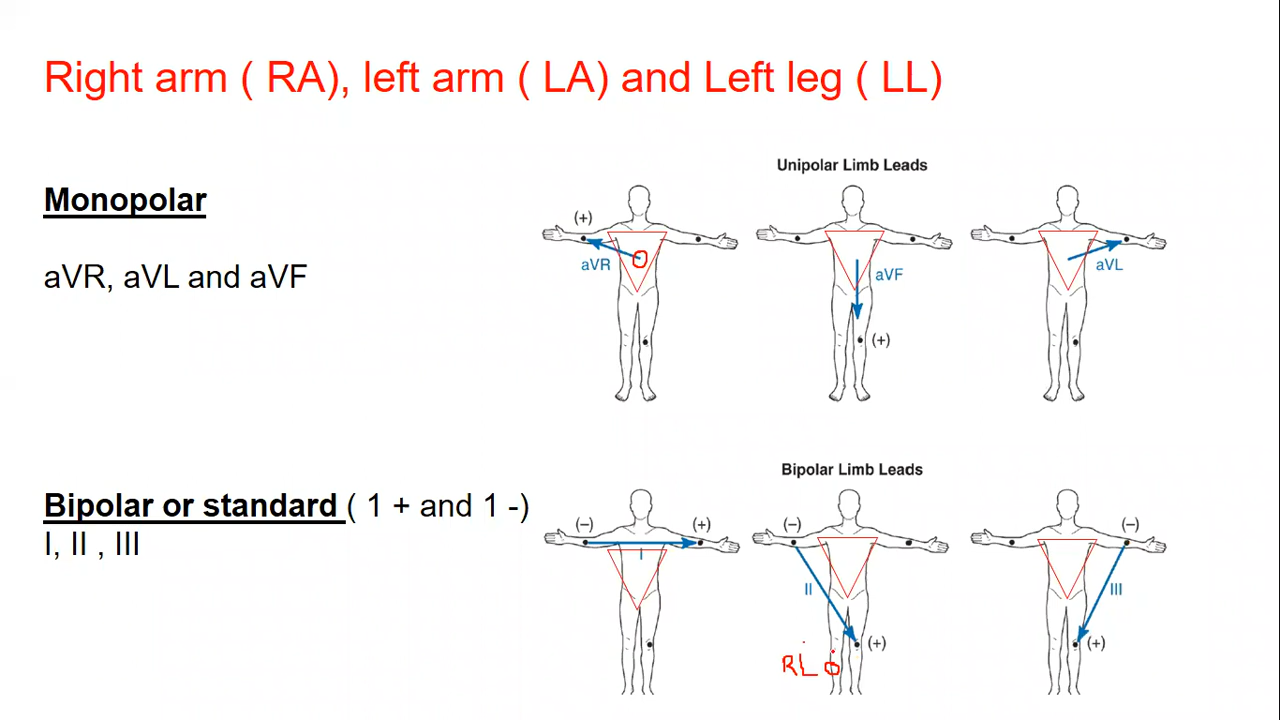 Right arm ( RA), left arm ( LA) and Left leg ( LL)
Unipolar Limb Leads
Monopolar
aVR, aVL and aVF
(+)
aVR
aVF
(+)
aVL
Bipolar Limb Leads
Bipolar or standard ( 1 + and 1 -)
I, II , III
(–)
(+)
I
(–)
II
(+)
(–)
III
(+)
RL